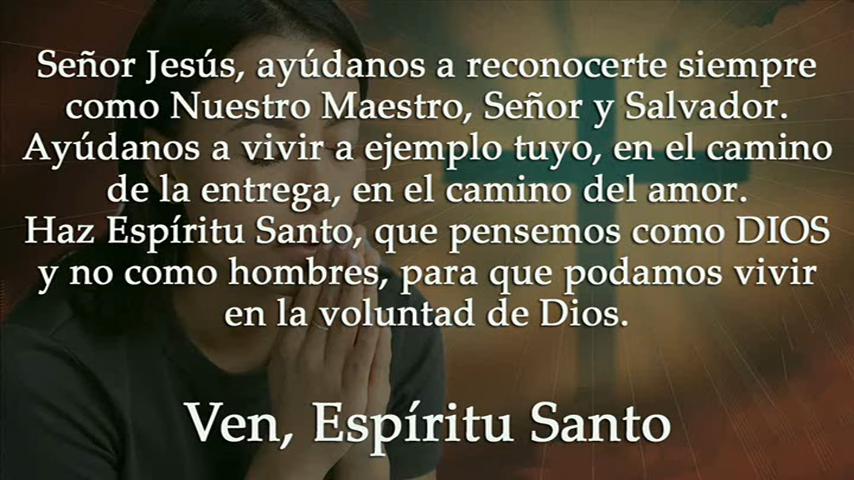 Señor Jesús, ayúdanos a reconocerte siempre
como Nuestro Maestro, Señor y Salvador.
Ayúdanos a vivir a ejemplo tuyo, en el camino
de la entrega, en el camino del amor.
Haz Espíritu Santo, que pensemos como DIOS
y no como hombres, para que podamos vivir
en la voluntad de Dios.
Ven, Espíritu Santo